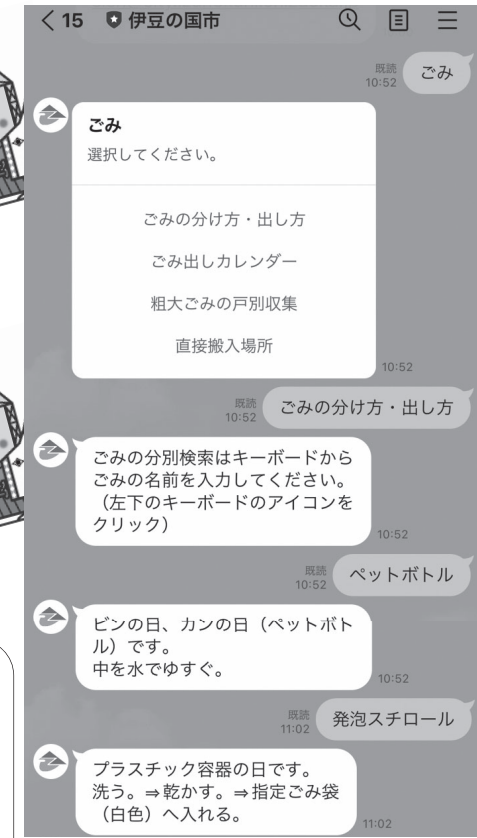 15 伊豆の国市
既読
10:52
ごみ
ごみ
選択してください。
ごみの分け方・出し方
ごみ出しカレンダー
粗大ごみの戸別収集
直接搬入場所
10:52
既読
10:52
ごみの分け方・出し方
ごみの分別検索はキーボードから
ごみの名前を入力してください。
（左下のキーボードのアイコンを
クリック）
10:52
既読
10:52
ペットボトル
ビンの日、カンの日（ペットボト
ル）です。
中を水でゆすぐ。
10:52
既読
11:02
発泡スチロール
プラスチック容器の日です。
洗う。⇒乾かす。⇒指定ごみ袋
（白色）へ入れる。
11:02